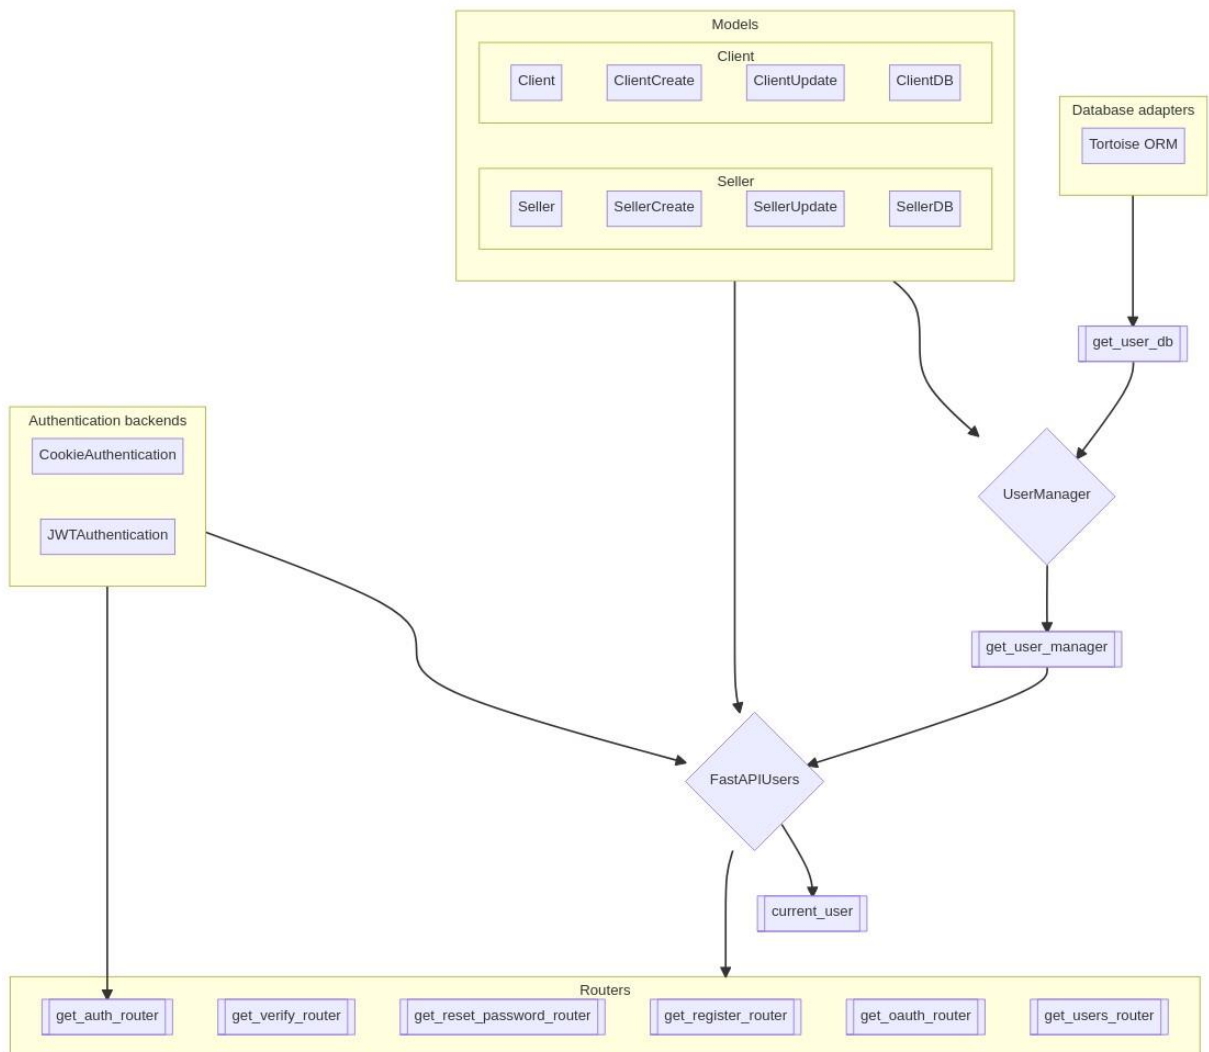 Models
Client
Client ClientCreate ClientUpdate ClientDB
Seller
Seller SellerCreate SellerUpdate SellerDB
Database adapters
Tortoise ORM
get_user_db
Authentication backends
CookieAuthentication
JWTAuthentication
UserManager
get_user_manager
FastAPIUsers
current_user
Routers
get_auth_router get_verify_router get_reset_password_router get_register_router get_oauth_router get_users_router